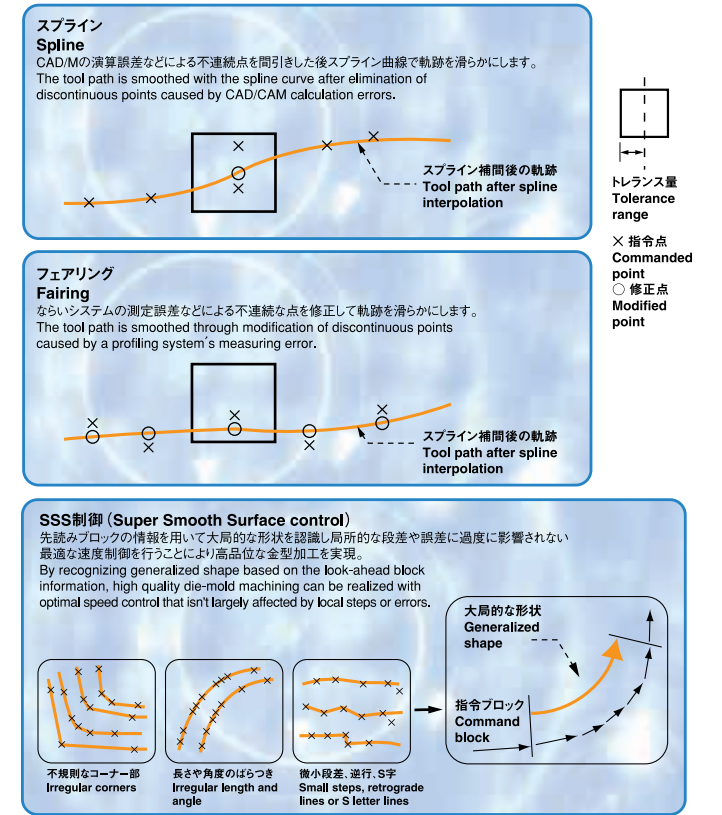 スプライン
Spline
CAD/Mの演算誤差などによる不連続点を間引きした後スプライン曲線で軌跡を滑らかにします。
The tool path is smoothed with the spline curve after elimination of
discontinuous points caused by CAD/CAM calculation errors.
スプライン補間後の軌跡
Tool path after spline
interpolation
トレランス量
Tolerance
range
× 指令点
Commanded
point
○ 修正点
Modified
point
フェアリング
Fairing
ならいシステムの測定誤差などによる不連続な点を修正して軌跡を滑らかにします。
The tool path is smoothed through modification of discontinuous points
caused by a profiling system's measuring error.
スプライン補間後の軌跡
Tool path after spline
interpolation
SSS制御（Super Smooth Surface control）
先読みブロックの情報を用いて大局的な形状を認識し局所的な段差や誤差に過度に影響されない
最適な速度制御を行うことにより高品位な金型加工を実現。
By recognizing generalized shape based on the look-ahead block
information, high quality die-mold machining can be realized with
optimal speed control that isn't largely affected by local steps or errors.
不規則なコーナー部
Irregular corners
長さや角度のばらつき
Irregular length and
angle
微小段差、逆行、S字
Small steps, retrograde
lines or S letter lines
大局的な形状
Generalized
shape
指令ブロック
Command
block